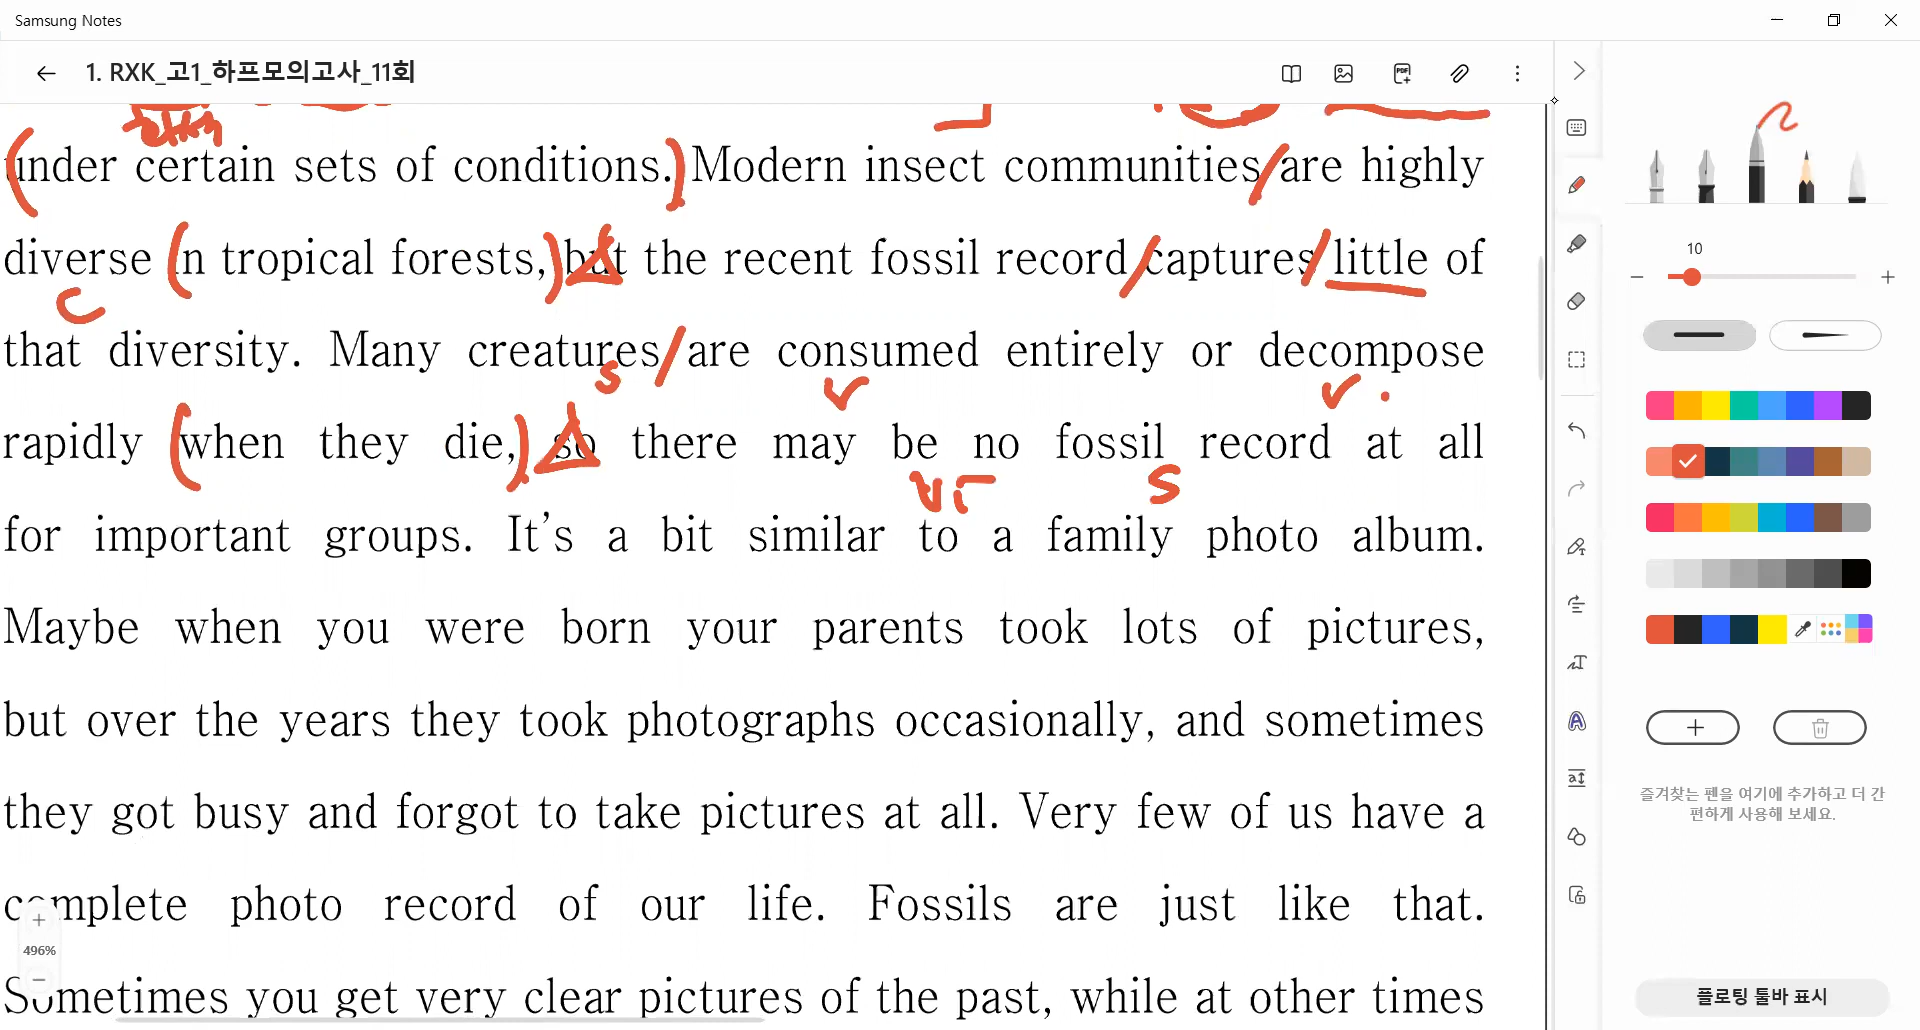 Samsung Notes
1. RXK_고1_하프모의고사_11회
under certain sets of conditions. Modern insect communities are highly
diverse in tropical forests, but the recent fossil record captures little of
C
that diversity. Many creatures are consumed entirely or decompose
s v v
rapidly when they die, so there may be no fossil record at all
S
for important groups. It's a bit similar to a family photo album.
Maybe when you were born your parents took lots of pictures,
but over the years they took photographs occasionally, and sometimes
they got busy and forgot to take pictures at all. Very few of us have a
complete photo record of our life. Fossils are just like that.
Sometimes you get very clear pictures of the past, while at other times
496%
10
즐겨찾는 펜을 여기에 추가하고 더 간
편하게 사용해 보세요.
플로팅 툴바 표시